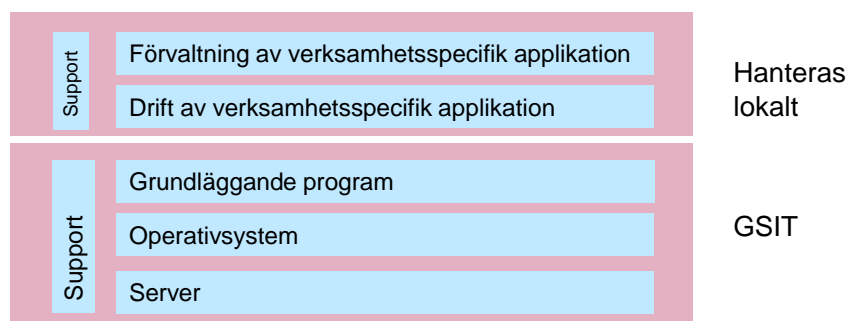 Support
Förvaltning av verksamhetsspecifik applikation
Drift av verksamhetsspecifik applikation
Hanteras
lokalt
Support
Grundläggande program
Operativsystem
Server
GSIT